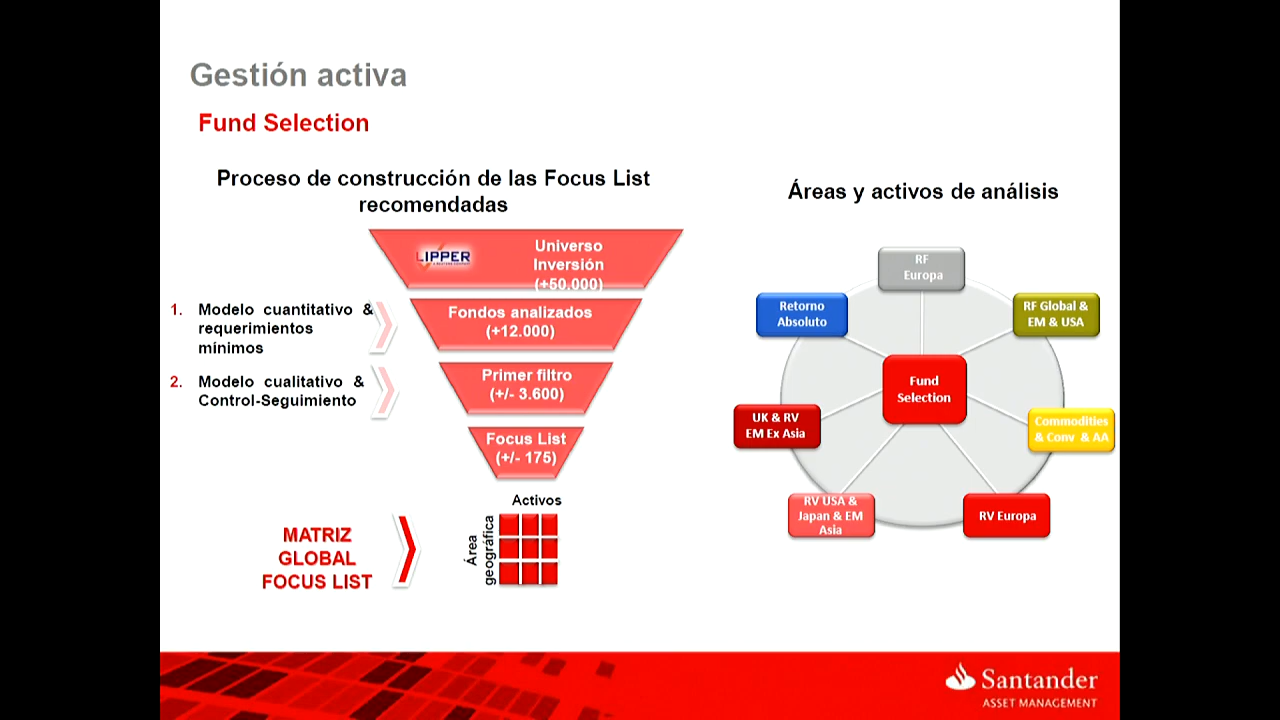 Gestión activa
Fund Selection
Proceso de construcción de las Focus List
recomendadas
LIPPER
Universo
Inversión
(+50.000)
1. Modelo cuantitativo &
requerimientos
mínimos
Fondos analizados
(+12.000)
2. Modelo cualitativo &
Control-Seguimiento
Primer filtro
(+/- 3.600)
Focus List
(+/- 175)
MATRIZ
GLOBAL
FOCUS LIST
Activos
Área
geográfica
Áreas y activos de análisis
RF
Europa
Retorno
Absoluto
RF Global &
EM & USA
Fund
Selection
UK & RV
EM Ex Asia
Commodities
& Conv & AA
RV USA &
Japan & EM
Asia
RV Europa
Santander
ASSET MANAGEMENT